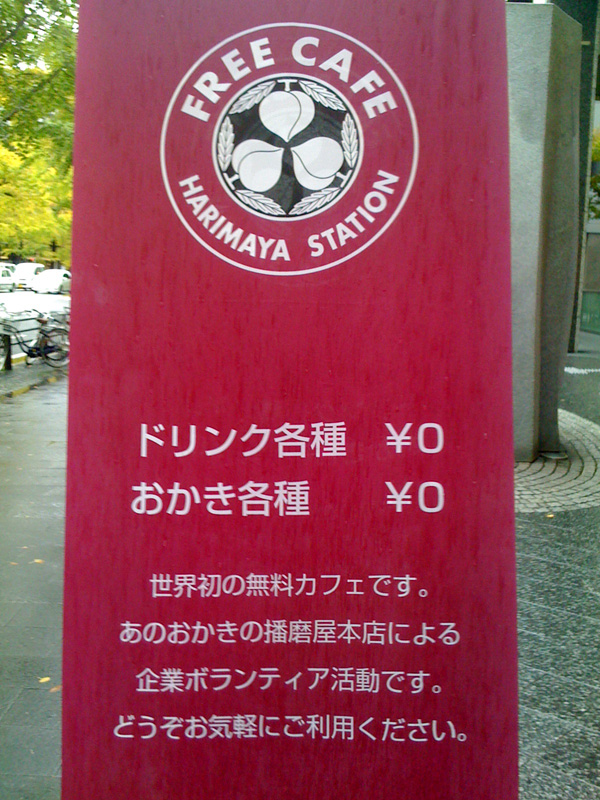 FREE CAFE
HARIMAYA STATION
ドリンク各種 ￥0
おかき各種 ￥0
世界初の無料カフェです。
あのおかきの播磨屋本店による
企業ボランティア活動です。
どうぞお気軽にご利用ください。